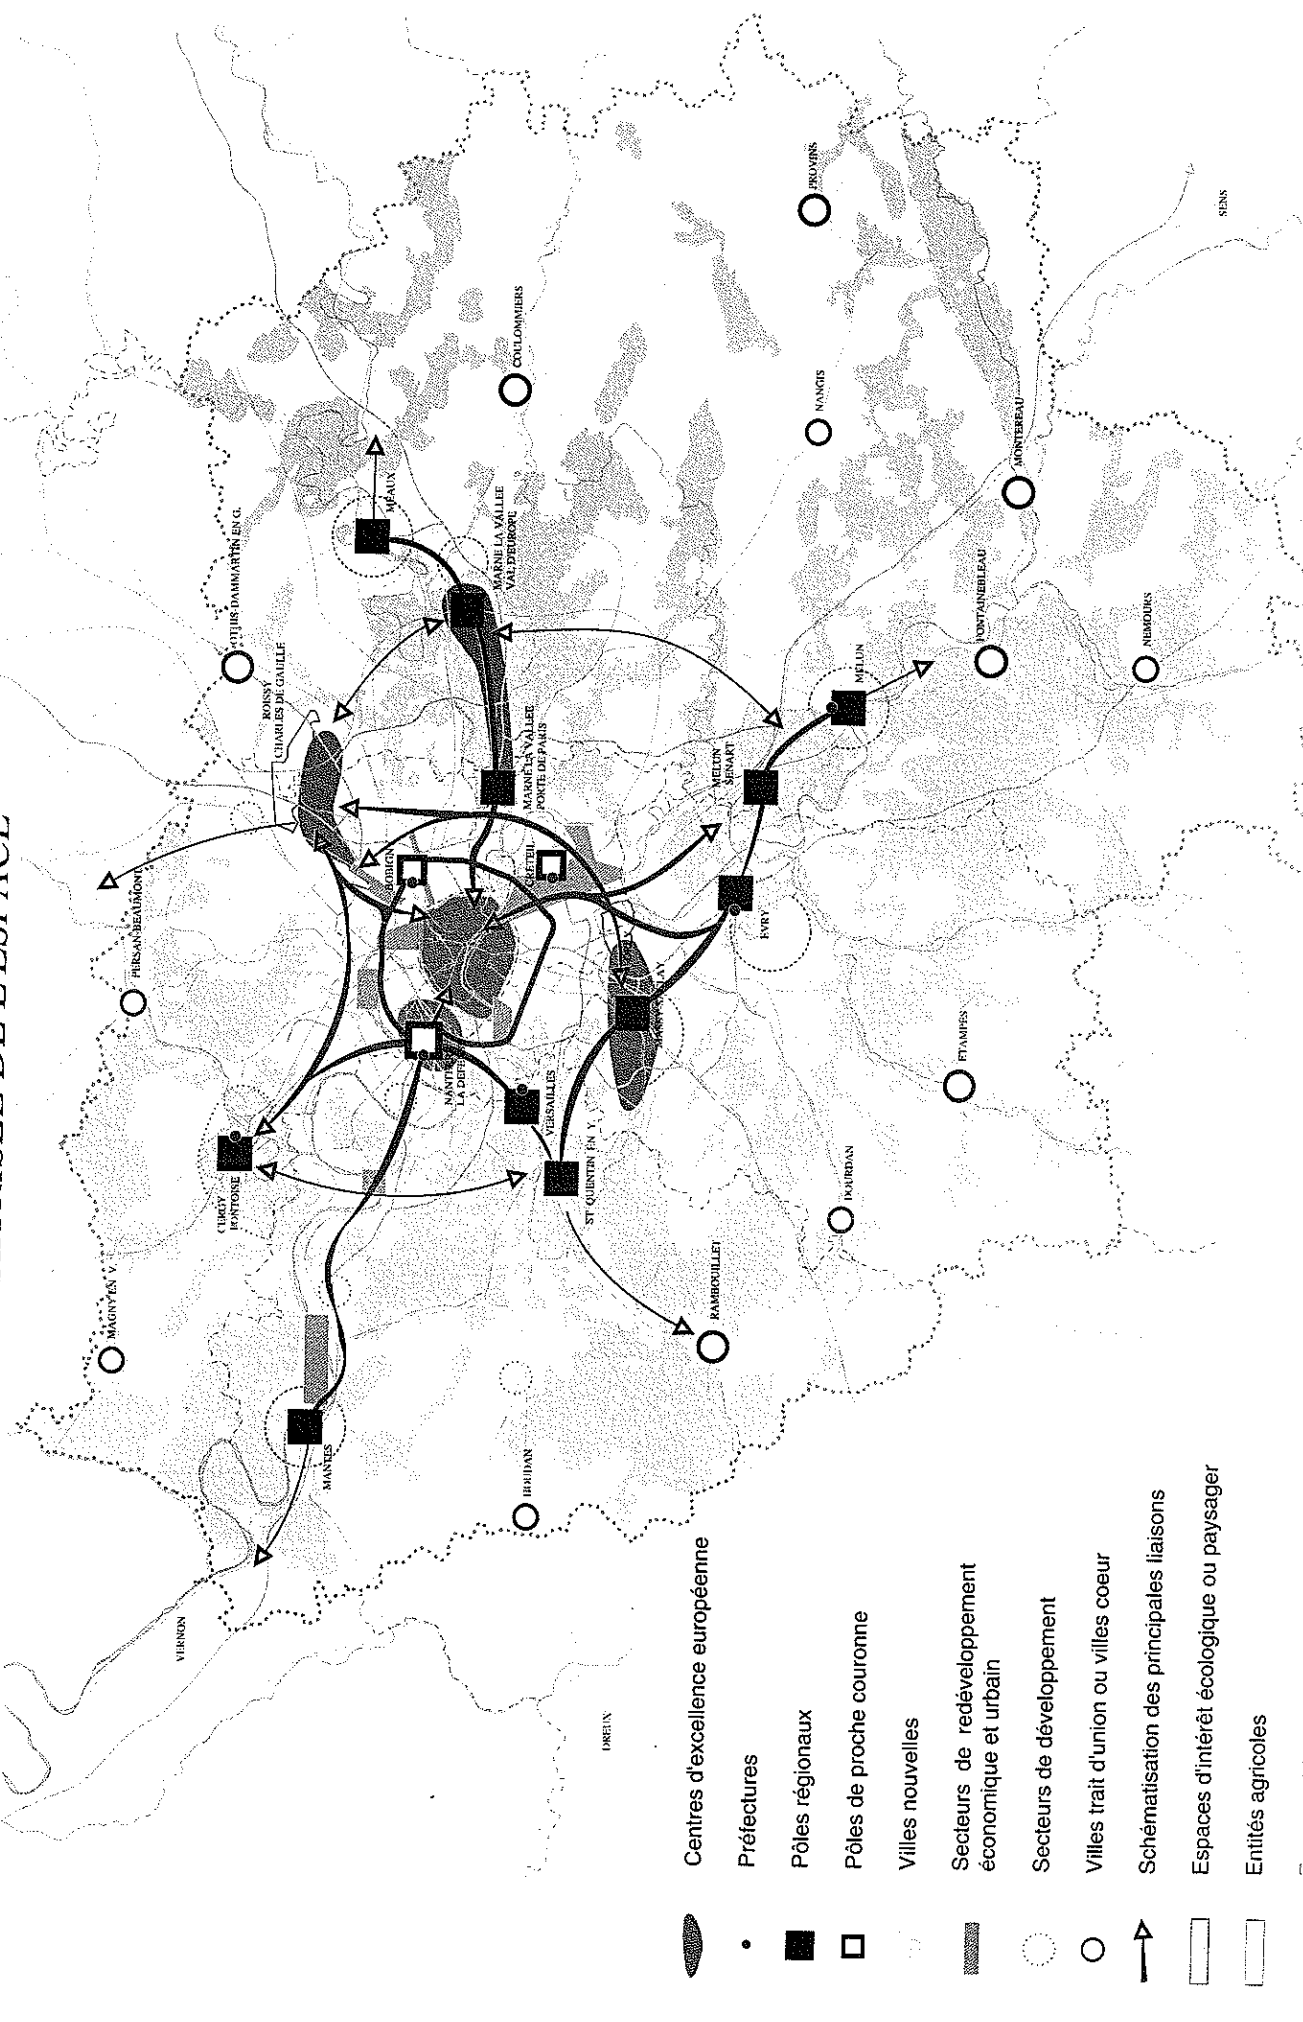 DE L'ESPACE
PERSAN-BEAUMONT
MAGNY EN V.
VERNON
CERGY
PONTOISE
MANTES
ROISSY
CHARLES DE GAULLE
OTHIS-DAMMARTIN EN G.
MEAUX
MARNE LA VALLEE
VAL D'EUROPE
MARNE LA VALLEE
PORTE DE PARIS
COULOMMIERS
BOBIGNY
CRETEIL
LA DEFENSE
VERSAILLES
ST QUENTIN EN Y.
HOUDAN
DREUX
RAMBOUILLET
DOURDAN
ETAMPES
EVRY
MELUN
SENART
MELUN
FONTAINEBLEAU
NEMOURS
MONTEREAU
NANGIS
PROVINS
SENS
Centres d'excellence européenne
Préfectures
Pôles régionaux
Pôles de proche couronne
Villes nouvelles
Secteurs de redéveloppement
économique et urbain
Secteurs de développement
Villes trait d'union ou villes coeur
Schématisation des principales liaisons
Espaces d'intérêt écologique ou paysager
Entités agricoles